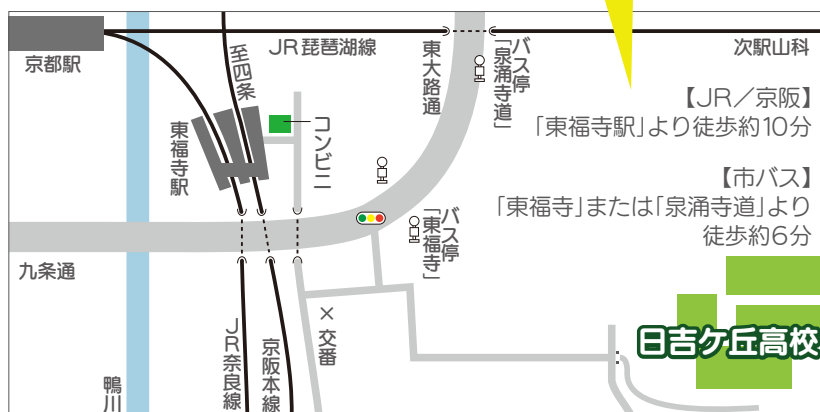 京都駅
至四条
JR琵琶湖線
東大路通
バス停
「泉涌寺道」
次駅山科
【JR／京阪】
「東福寺駅」より徒歩約10分
東福寺駅
コンビニ
【市バス】
「東福寺」または「泉涌寺道」より
徒歩約6分
バス停
「東福寺」
九条通
JR奈良線
京阪本線
×交番
日吉ケ丘高校
鴨川